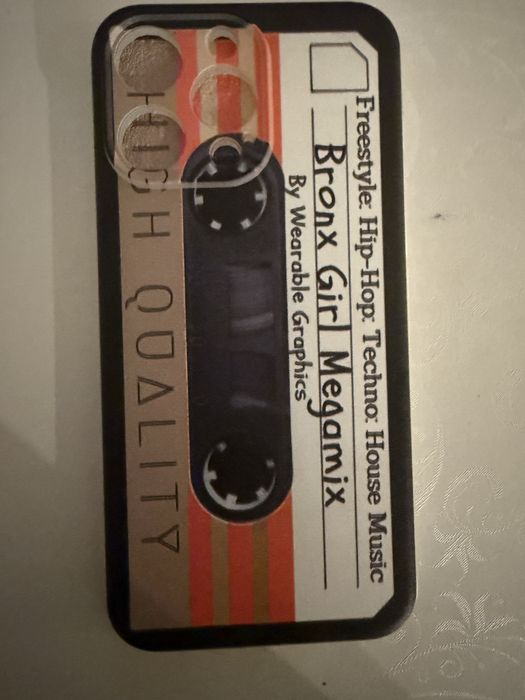 Freestyle: Hip-Hop: Techno: House Music
Bronx Girl Megamix
By Wearable Graphics
HIGH QUALITY